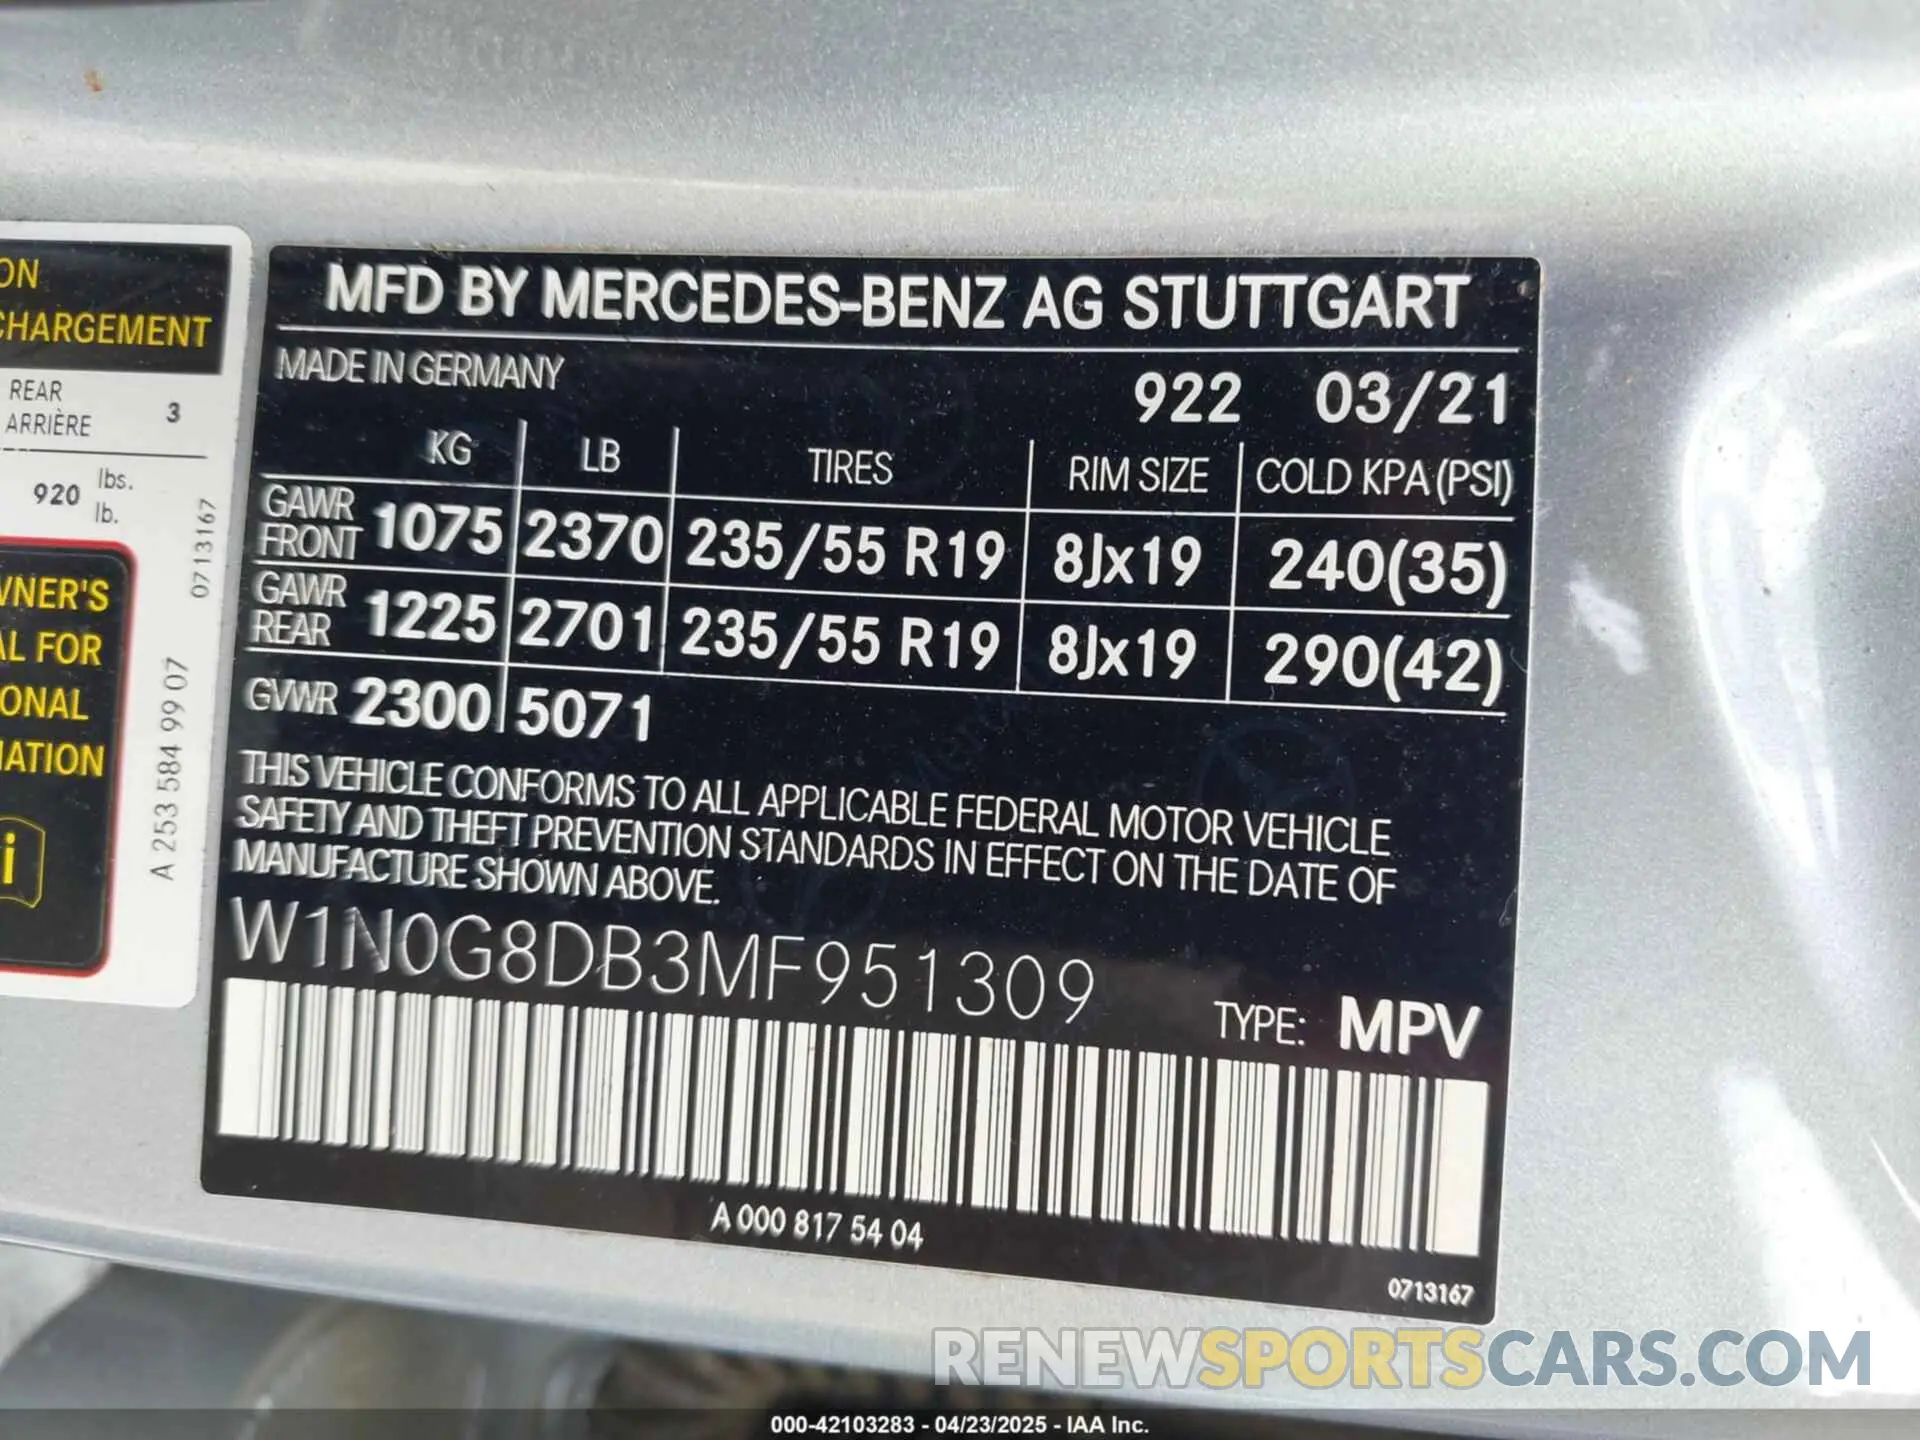 ON
CHARGEMENT
REAR
ARRIÈRE 3
920 lbs. lb.
0713167
WNER'S
AL FOR
ONAL
ATION
i
A 253 584 99 07
MFD BY MERCEDES-BENZ AG STUTTGART
MADE IN GERMANY
922 03/21
KG LB TIRES RIM SIZE COLD KPA (PSI)
GAWR FRONT 1075 2370 235/55 R19 8Jx19 240(35)
GAWR REAR 1225 2701 235/55 R19 8Jx19 290(42)
GVWR 2300 5071
THIS VEHICLE CONFORMS TO ALL APPLICABLE FEDERAL MOTOR VEHICLE
SAFETY AND THEFT PREVENTION STANDARDS IN EFFECT ON THE DATE OF
MANUFACTURE SHOWN ABOVE.
W1N0G8DB3MF951309
TYPE: MPV
A 000 817 54 04
0713167
RENEWSPORTSCARS.COM
000-42103283 - 04/23/2025 - IAA Inc.